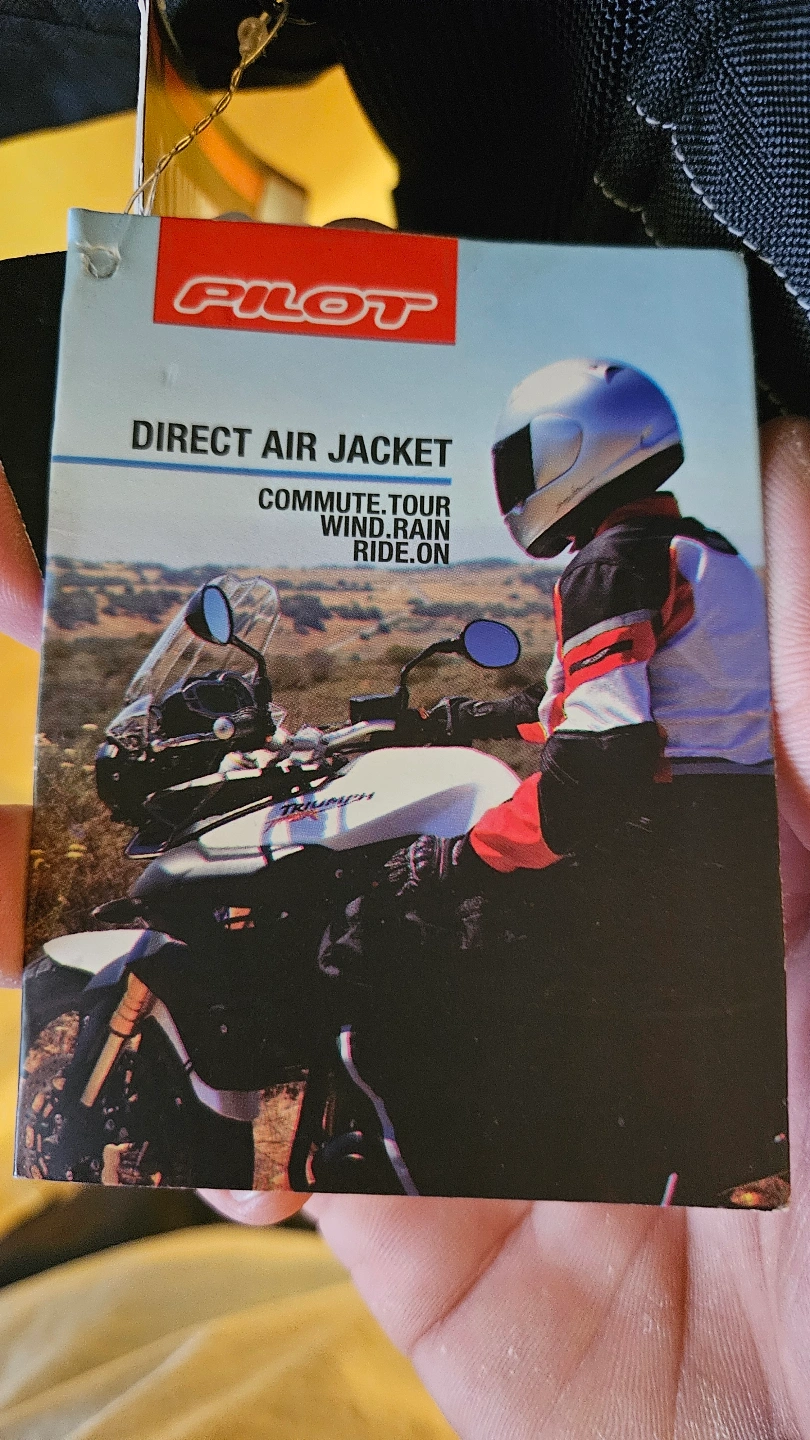 PILOT
DIRECT AIR JACKET
COMMUTE.TOUR
WIND.RAIN
RIDE.ON
TRIUMPH